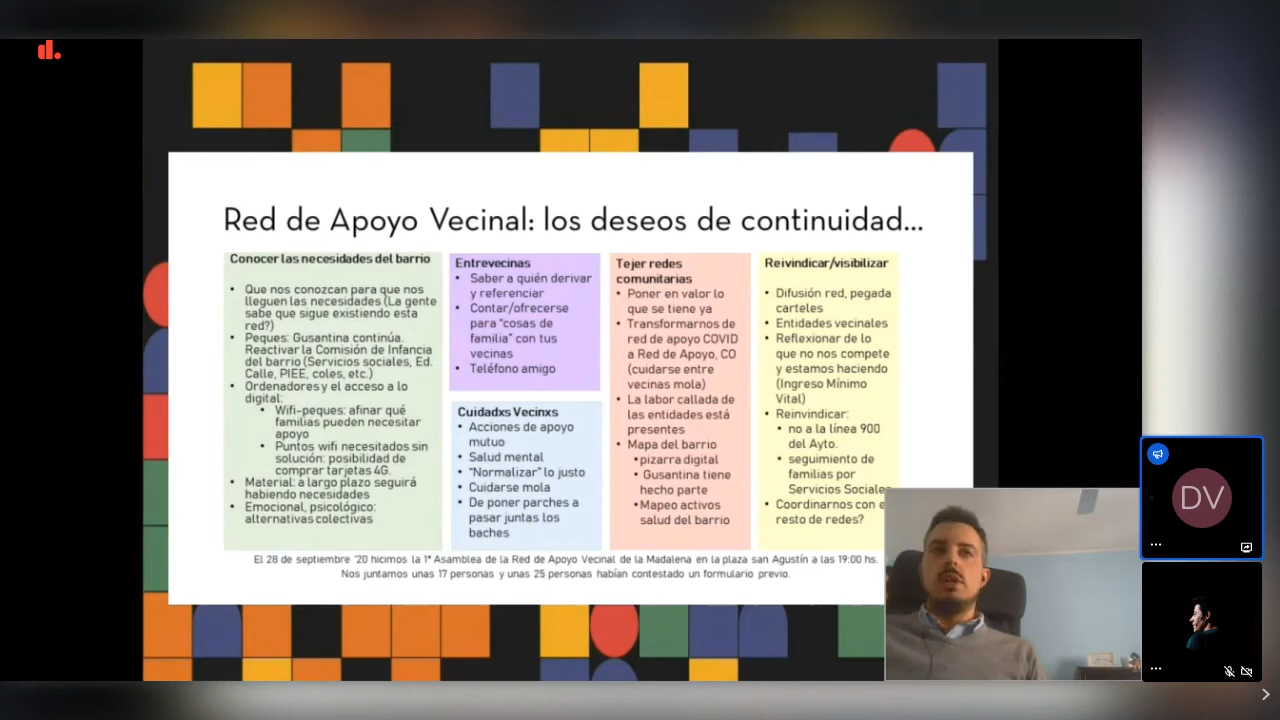 d.
Red de Apoyo Vecinal: los deseos de continuidad...
Conocer las necesidades del barrio
• Que nos conozcan para que nos
lleguen las necesidades (La gente
sabe que sigue existiendo esta
red?)
• Peques: Gusantina continúa.
Reactivar la Comisión de Infancia
del barrio (Servicios sociales, Ed.
Calle, PIEE, coles, etc.)
• Ordenadores y el acceso a lo
digital:
• Wifi-peques: afinar qué
familias pueden necesitar
apoyo
• Puntos wifi necesitados sin
solución: posibilidad de
comprar tarjetas 4G.
• Material: a largo plazo seguirá
habiendo necesidades
• Emocional, psicológico:
alternativas colectivas
Entrevecinas
• Saber a quién derivar
y referenciar
• Contar/ofrecerse
para "cosas de
familia" con tus
vecinas
• Teléfono amigo
Cuidadxs Vecinxs
• Acciones de apoyo
mutuo
• Salud mental
• "Normalizar" lo justo
• Cuidarse mola
• De poner parches a
pasar juntas los
baches
Tejer redes
comunitarias
• Poner en valor lo
que se tiene ya
• Transformarnos de
red de apoyo COVID
a Red de Apoyo, CO
(cuidarse entre
vecinas mola)
• La labor callada de
las entidades está
presentes
• Mapa del barrio
•pizarra digital
• Gusantina tiene
hecho parte
•Mapeo activos
salud del barrio
Reivindicar/visibilizar
• Difusión red, pegada
carteles
• Entidades vecinales
• Reflexionar de lo
que no nos compete
y estamos haciendo
(Ingreso Mínimo
Vital)
• Reinvindicar:
• no a la línea 900
del Ayto.
• seguimiento de
familias por
Servicios Sociales
• Coordinarnos con e
resto de redes?
El 28 de septiembre '20 hicimos la 1ª Asamblea de la Red de Apoyo Vecinal de la Madalena en la plaza san Agustín a las 19:00 hs.
Nos juntamos unas 17 personas y unas 25 personas habían contestado un formulario previo.
DV